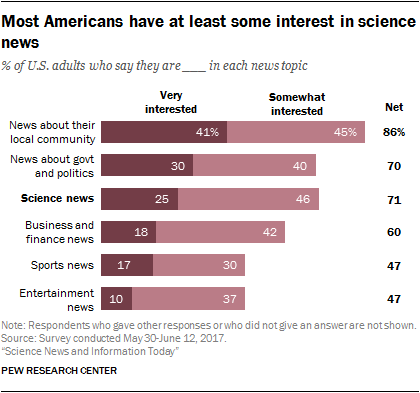 Most Americans have at least some interest in science
news
% of U.S. adults who say they are ____ in each news topic
Very
interested
Somewhat
interested
Net
News about their
local community
41%
45%
86%
News about govt
and politics
30
40
70
Science news
25
46
71
Business and
finance news
18
42
60
Sports news
17
30
47
Entertainment
news
10
37
47
Note: Respondents who gave other responses or who did not give an answer are not shown.
Source: Survey conducted May 30-June 12, 2017.
“Science News and Information Today”
PEW RESEARCH CENTER